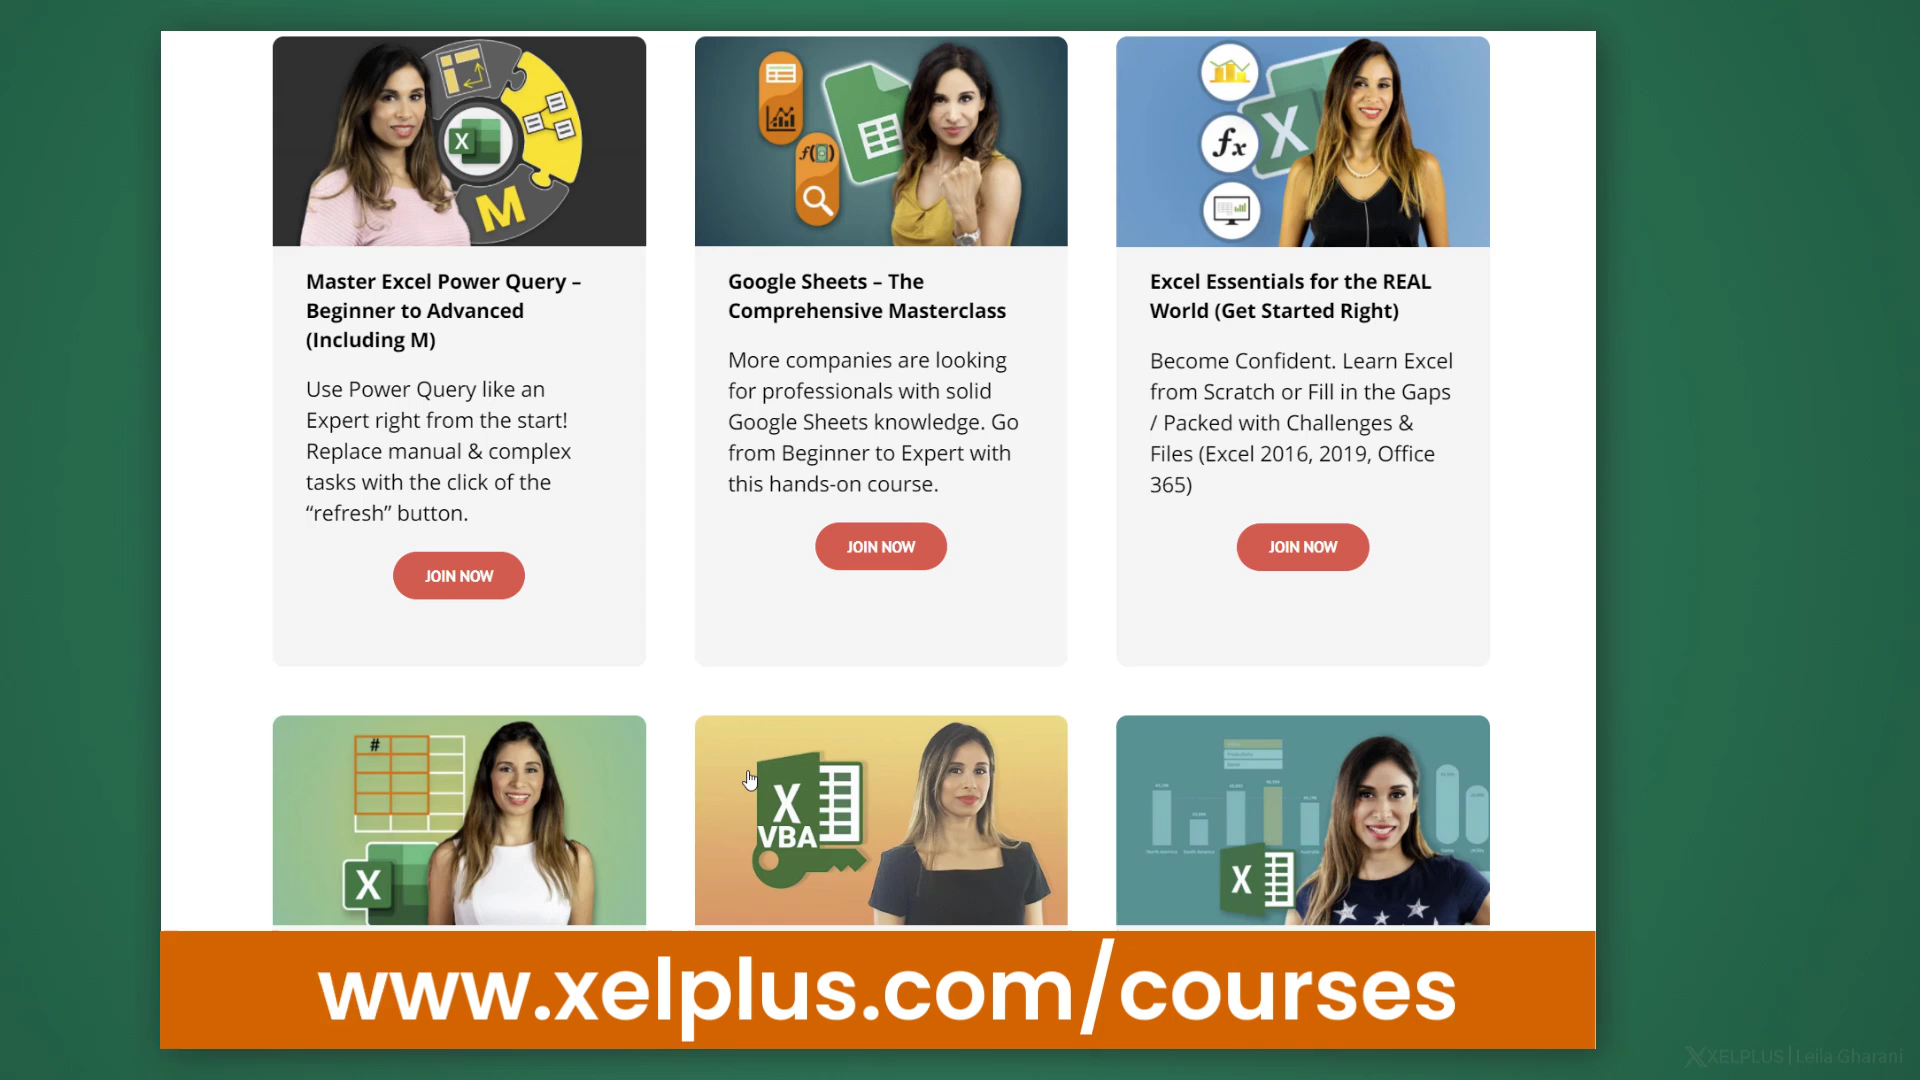 X
M
f()
X
fx
Master Excel Power Query –
Beginner to Advanced
(Including M)
Use Power Query like an
Expert right from the start!
Replace manual & complex
tasks with the click of the
“refresh” button.
JOIN NOW
Google Sheets – The
Comprehensive Masterclass
More companies are looking
for professionals with solid
Google Sheets knowledge. Go
from Beginner to Expert with
this hands-on course.
JOIN NOW
Excel Essentials for the REAL
World (Get Started Right)
Become Confident. Learn Excel
from Scratch or Fill in the Gaps
/ Packed with Challenges &
Files (Excel 2016, 2019, Office
365)
JOIN NOW
#
X
X
VBA
X
www.xelplus.com/courses
XELPLUS | Leila Gharani